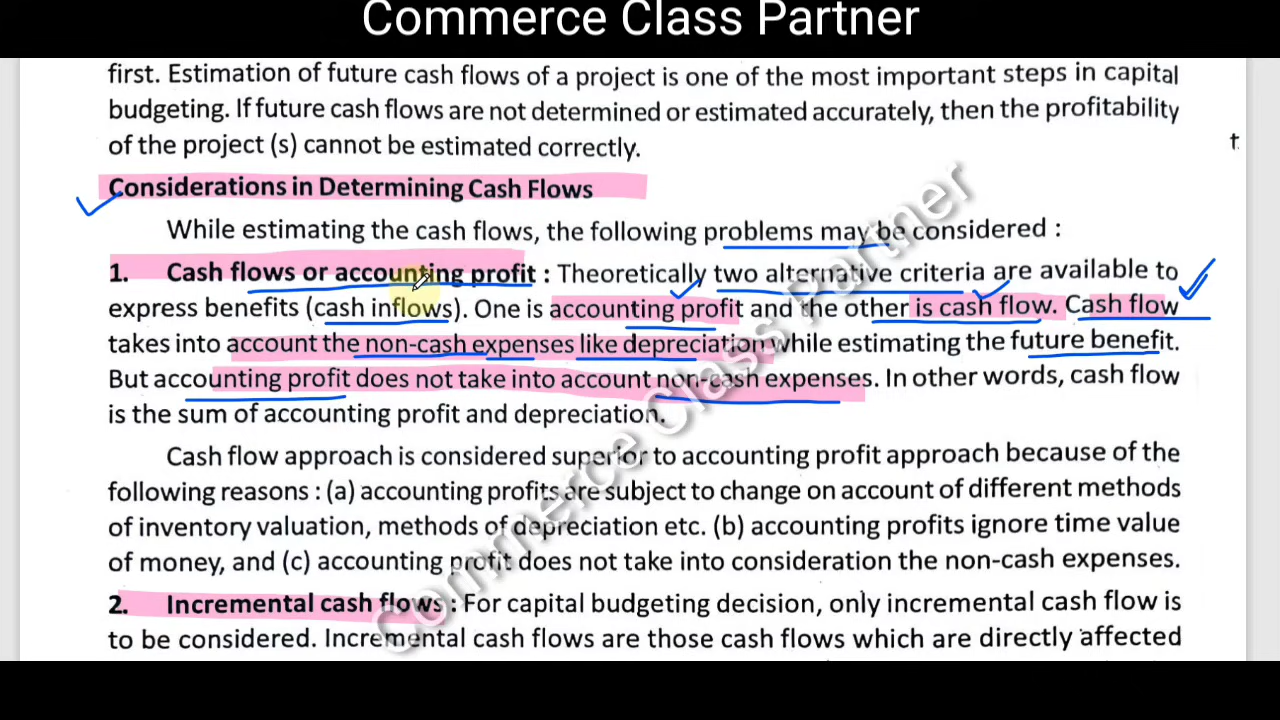 Commerce Class Partner
first. Estimation of future cash flows of a project is one of the most important steps in capital
budgeting. If future cash flows are not determined or estimated accurately, then the profitability
of the project (s) cannot be estimated correctly.
t
Considerations in Determining Cash Flows
While estimating the cash flows, the following problems may be considered :
1. Cash flows or accounting profit : Theoretically two alternative criteria are available to
express benefits (cash inflows). One is accounting profit and the other is cash flow. Cash flow
takes into account the non-cash expenses like depreciation while estimating the future benefit.
But accounting profit does not take into account non-cash expenses. In other words, cash flow
is the sum of accounting profit and depreciation.
Cash flow approach is considered superior to accounting profit approach because of the
following reasons : (a) accounting profits are subject to change on account of different methods
of inventory valuation, methods of depreciation etc. (b) accounting profits ignore time value
of money, and (c) accounting profit does not take into consideration the non-cash expenses.
2. Incremental cash flows : For capital budgeting decision, only incremental cash flow is
to be considered. Incremental cash flows are those cash flows which are directly affected
Commerce Class Partner